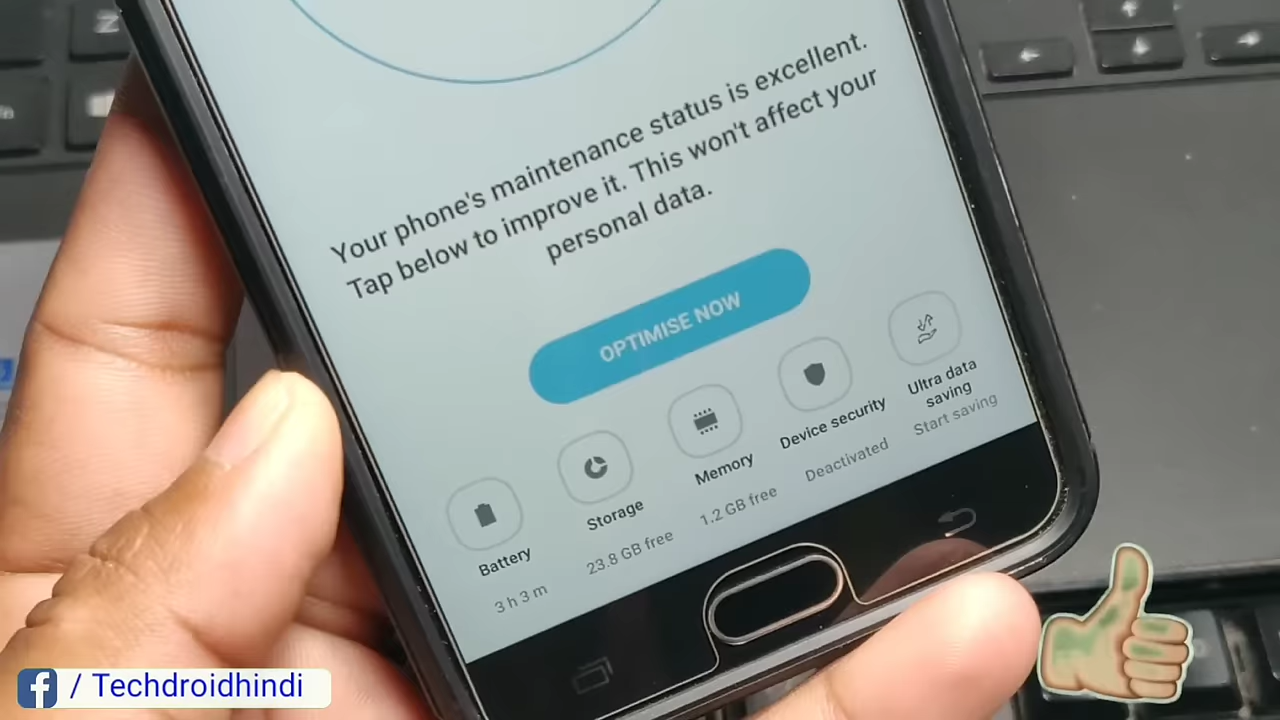 Your phone's maintenance status is excellent.
Tap below to improve it. This won't affect your
personal data.
OPTIMISE NOW
Battery
3 h 3 m
Storage
23.8 GB free
Memory
1.2 GB free
Device security
Deactivated
Ultra data
saving
Start saving
/ Techdroidhindi